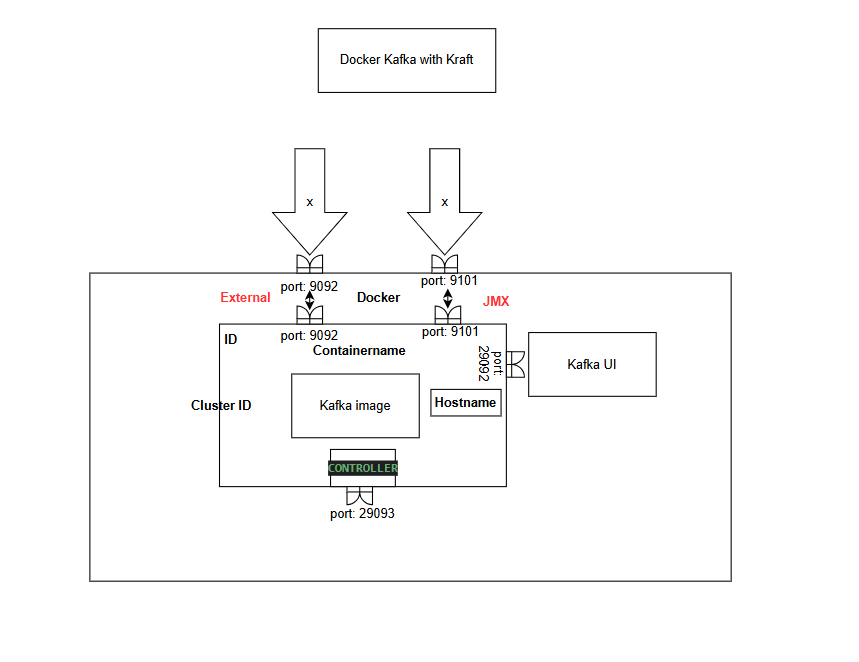 Docker Kafka with Kraft
x
x
port: 9092
port: 9101
External
Docker
JMX
port: 9092
port: 9101
ID
Containername
port:
29092
Kafka UI
Cluster ID
Kafka image
Hostname
CONTROLLER
port: 29093